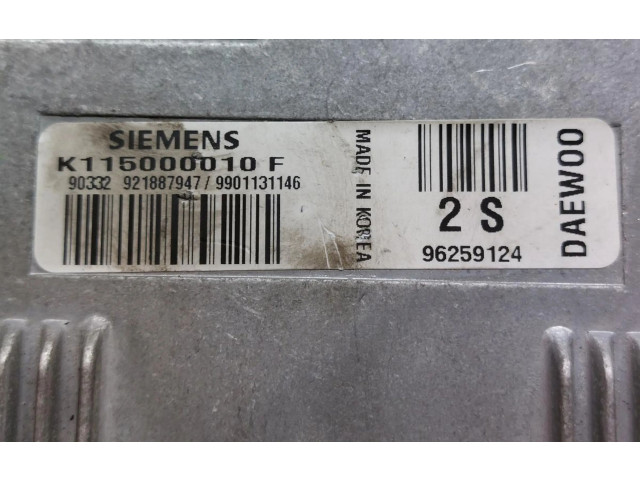 SIEMENS
K115000010 F
90332 921887947/9901131146
MADE IN KOREA
2 S
96259124
DAEWOO